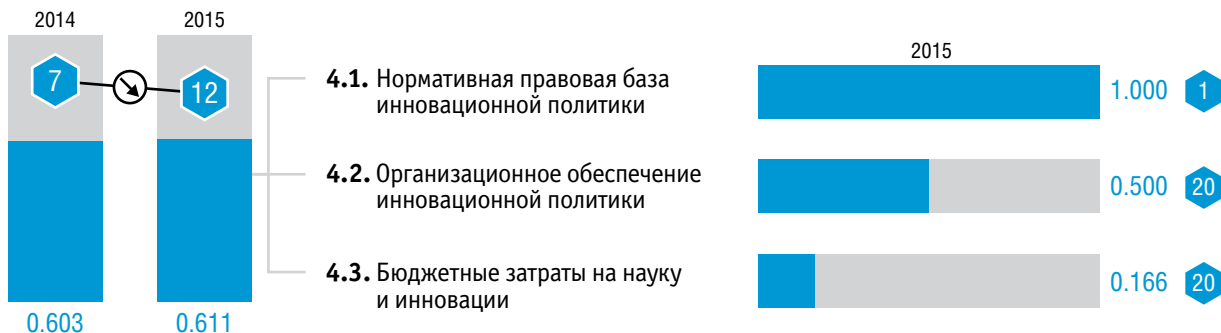 2014 2015
7
12
0.603 0.611
4.1. Нормативная правовая база
инновационной политики
4.2. Организационное обеспечение
инновационной политики
4.3. Бюджетные затраты на науку
и инновации
2015
1.000 1
0.500 20
0.166 20